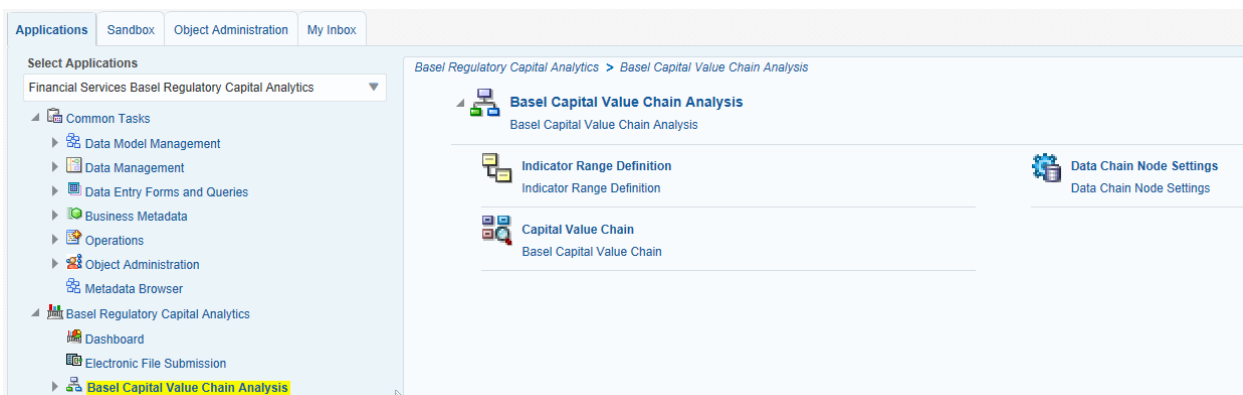 Applications Sandbox Object Administration My Inbox
Select Applications
Financial Services Basel Regulatory Capital Analytics
Common Tasks
Data Model Management
Data Management
Data Entry Forms and Queries
Business Metadata
Operations
Object Administration
Metadata Browser
Basel Regulatory Capital Analytics
Dashboard
Electronic File Submission
Basel Capital Value Chain Analysis
Basel Regulatory Capital Analytics > Basel Capital Value Chain Analysis
Basel Capital Value Chain Analysis
Basel Capital Value Chain Analysis
Indicator Range Definition
Indicator Range Definition
Data Chain Node Settings
Data Chain Node Settings
Capital Value Chain
Basel Capital Value Chain